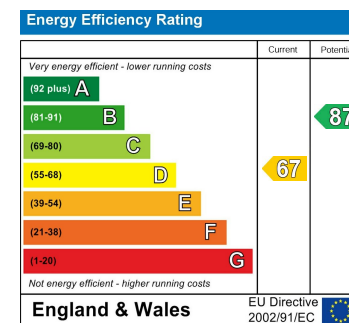 Energy Efficiency Rating
Current Potenti
Very energy efficient - lower running costs
(92 plus) A
(81-91) B 87
(69-80) C
(55-68) D 67
(39-54) E
(21-38) F
(1-20) G
Not energy efficient - higher running costs
England & Wales
EU Directive
2002/91/EC